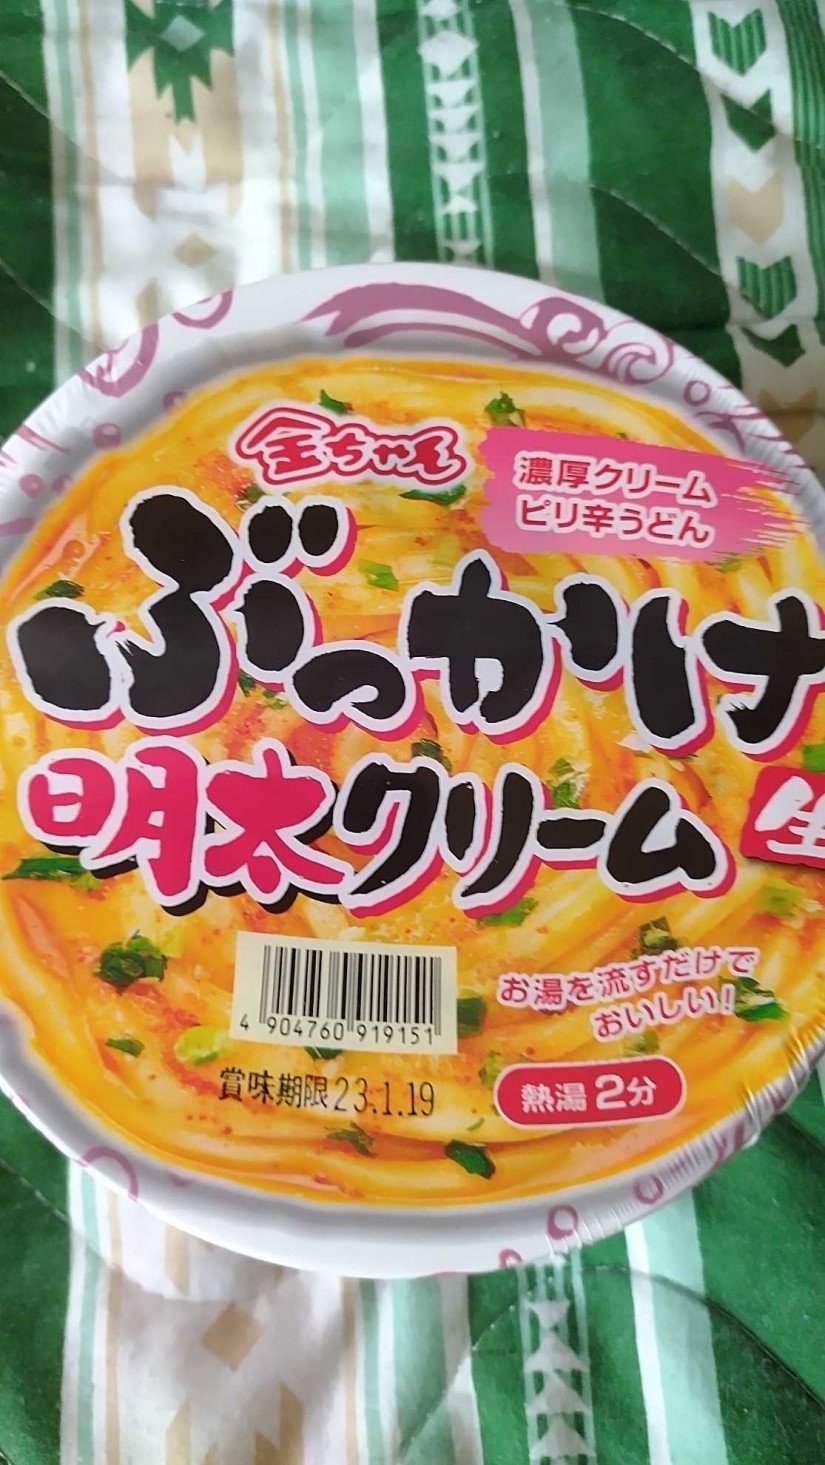 金ちゃん
濃厚クリーム
ピリ辛うどん
ぶっかけ
明太クリーム
生
お湯を流すだけで
おいしい!
4 904760 919151
賞味期限23.1.19
熱湯2分